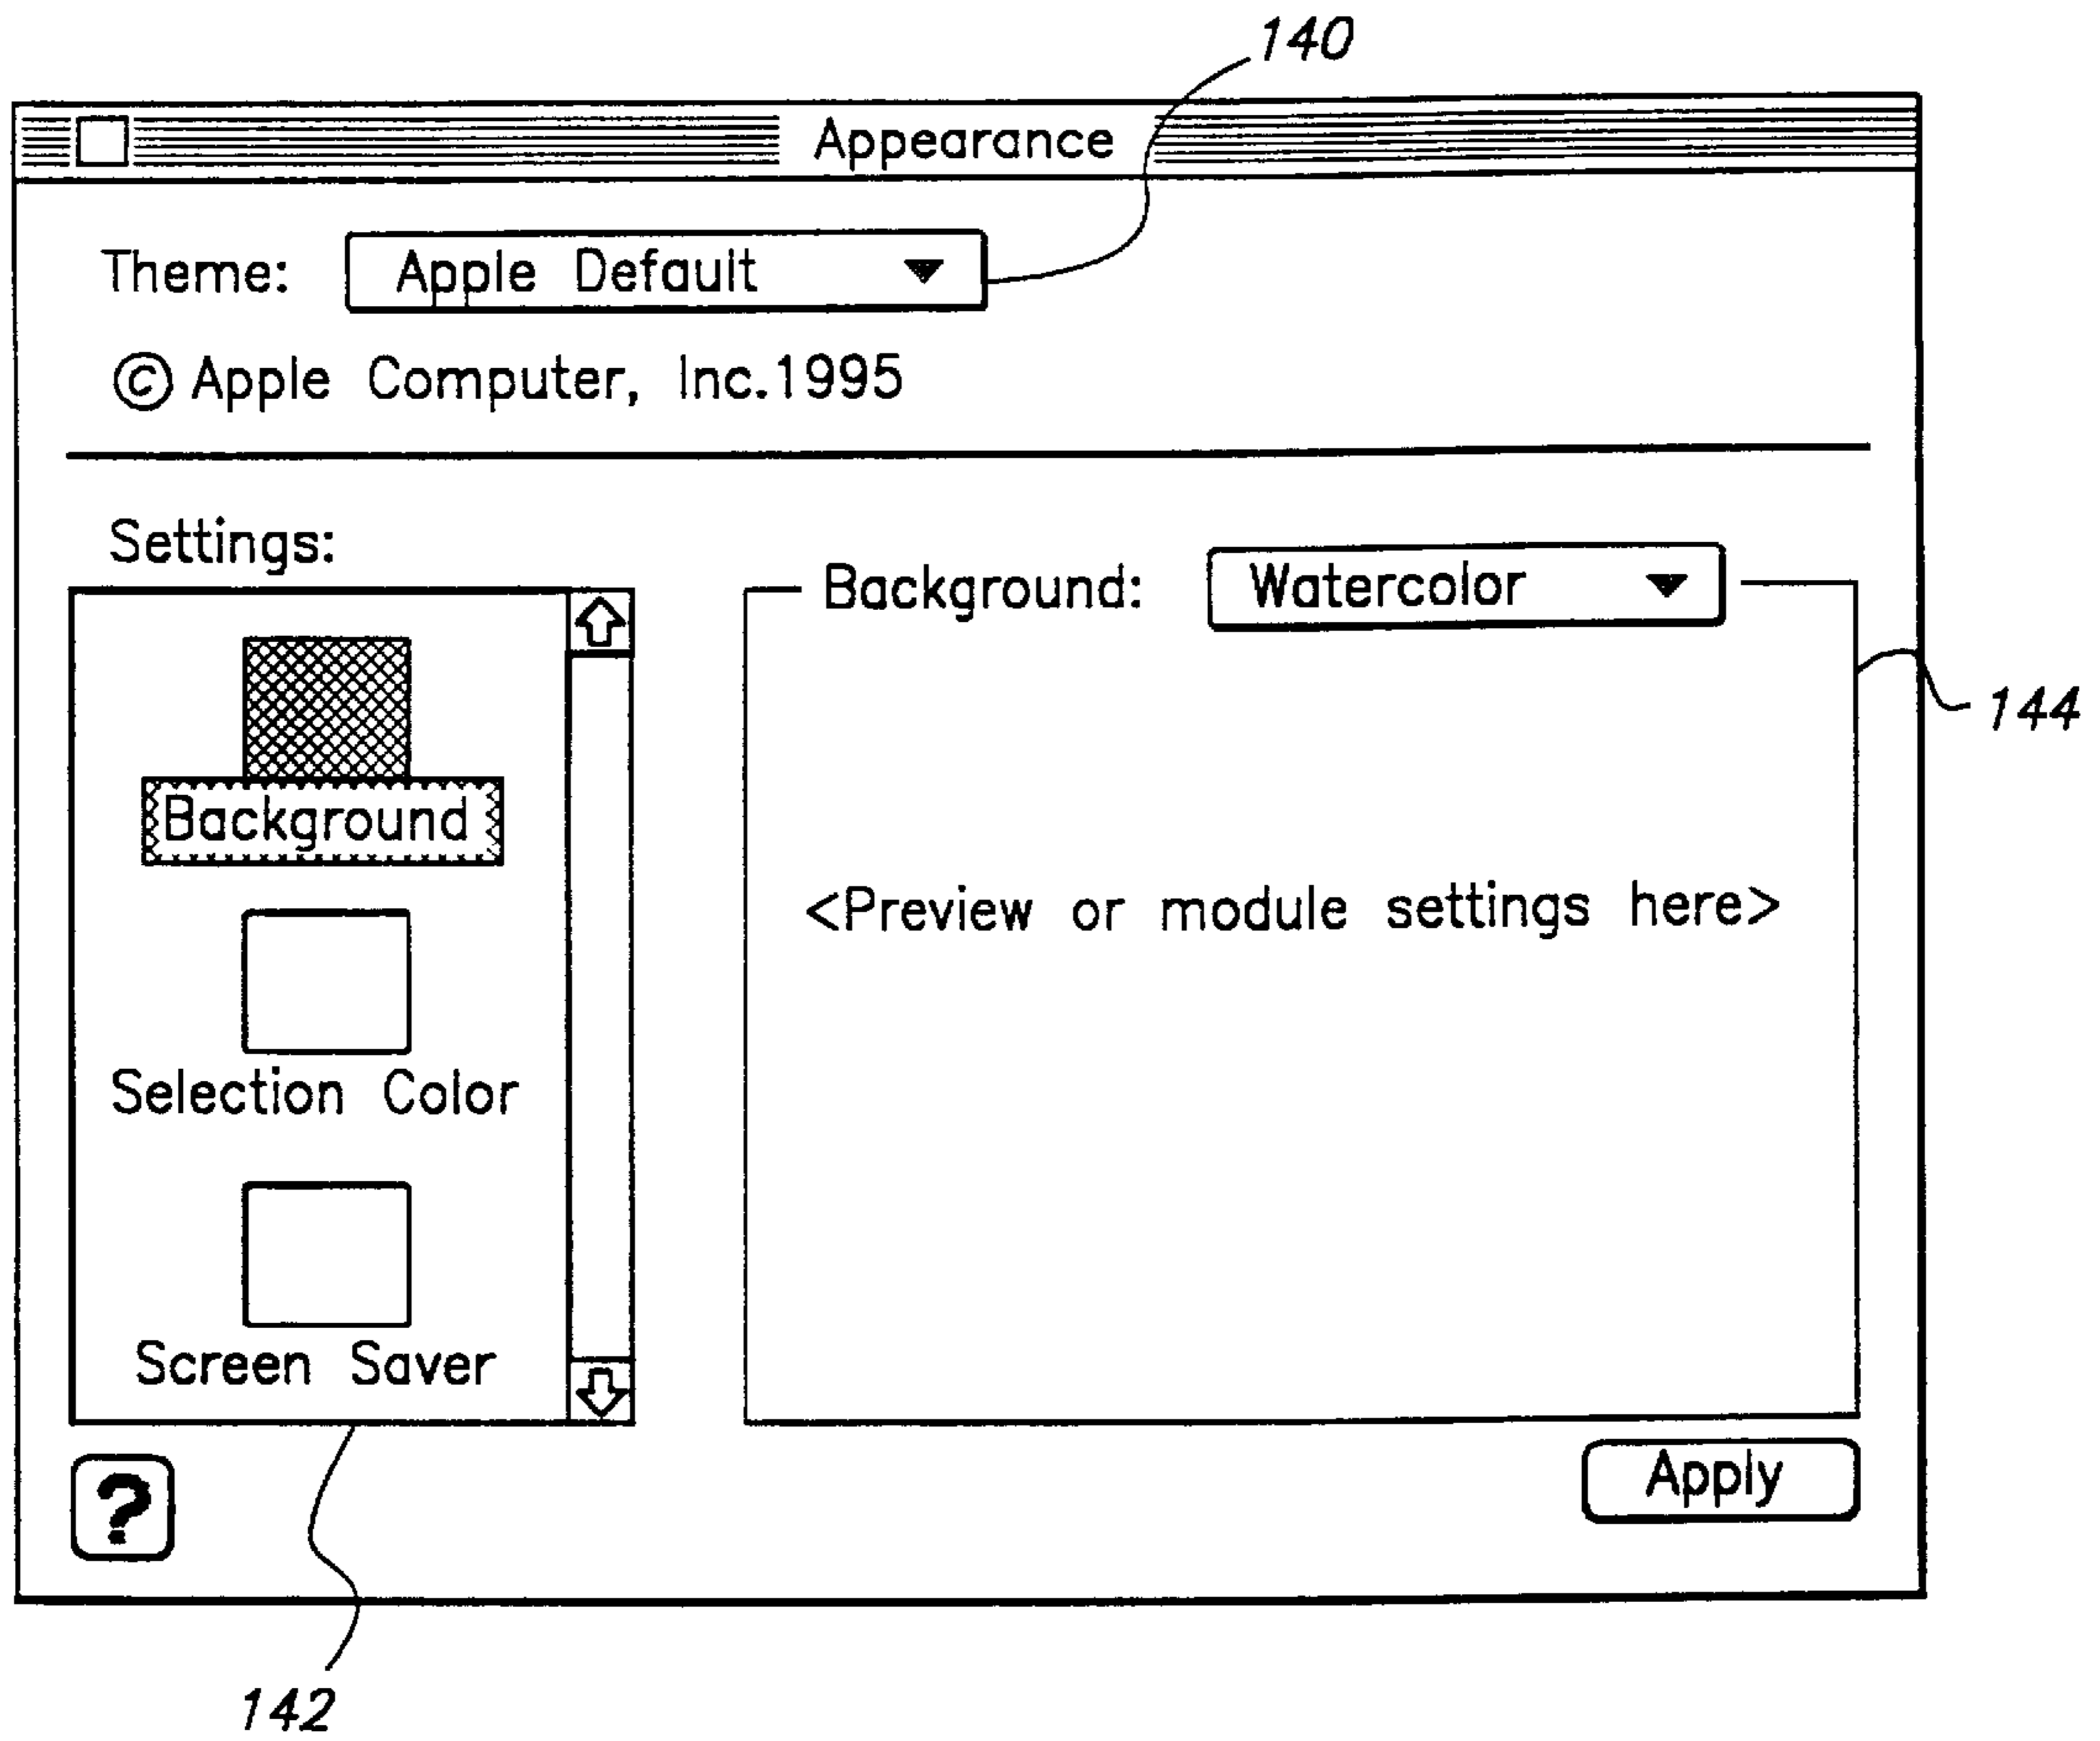 140
Appearance
Theme: Apple Default
© Apple Computer, Inc.1995
Settings:
Background: Watercolor
144
Background
<Preview or module settings here>
Selection Color
Screen Saver
?
Apply
142